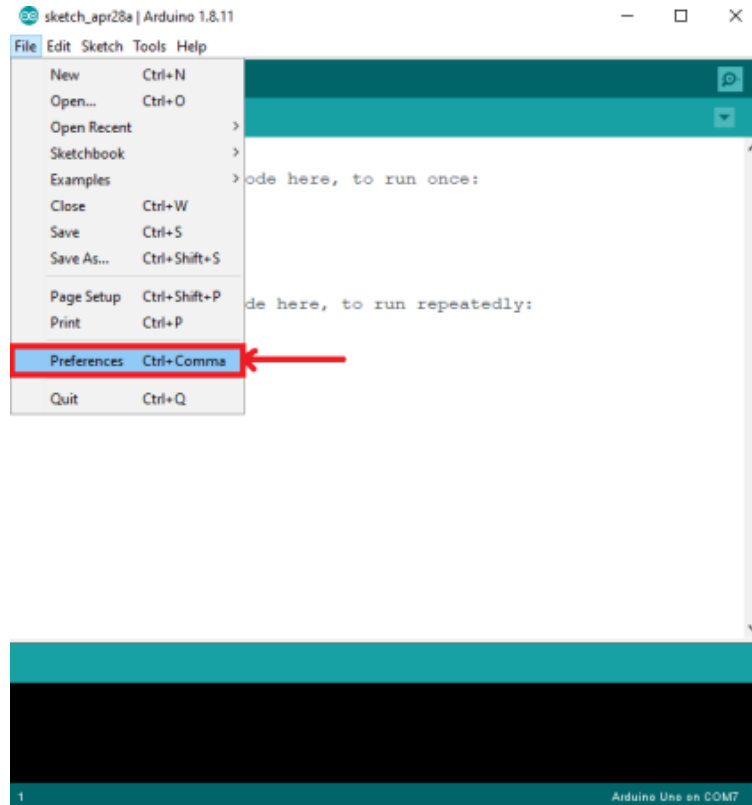 sketch_apr28a | Arduino 1.8.11
File Edit Sketch Tools Help
New Ctrl+N
Open... Ctrl+O
Open Recent
Sketchbook
Examples
ode here, to run once:
Close Ctrl+W
Save Ctrl+S
Save As... Ctrl+Shift+S
Page Setup Ctrl+Shift+P
de here, to run repeatedly:
Print Ctrl+P
Preferences Ctrl+Comma
Quit Ctrl+Q
1
Arduino Uno on COM7